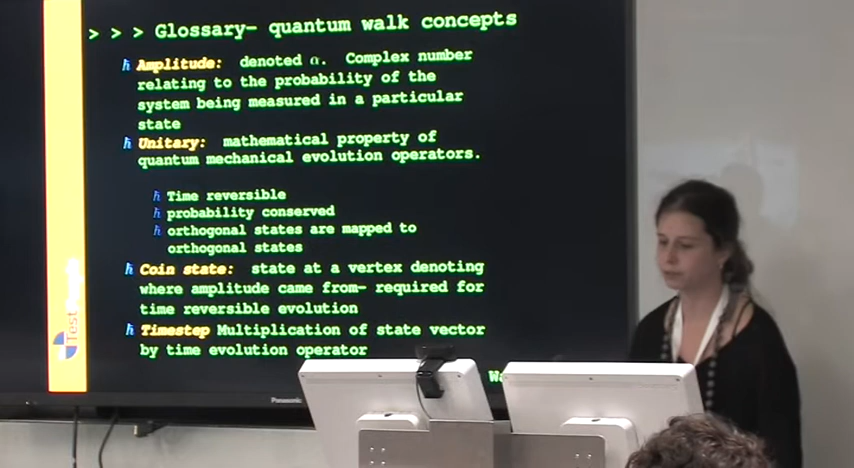 > > > Glossary- quantum walk concepts
ℏ Amplitude: denoted α. Complex number
relating to the probability of the
system being measured in a particular
state
ℏ Unitary: mathematical property of
quantum mechanical evolution operators.
ℏ Time reversible
ℏ probability conserved
ℏ orthogonal states are mapped to
orthogonal states
ℏ Coin state: state at a vertex denoting
where amplitude came from- required for
time reversible evolution
ℏ Timestep Multiplication of state vector
by time evolution operator
Test
Panasonic